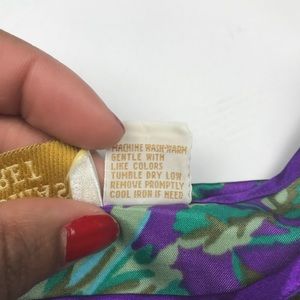 MACHINE WASH-WARM
GENTLE WITH
LIKE COLORS
TUMBLE DRY LOW
REMOVE PROMPTLY
COOL IRON IF NEED